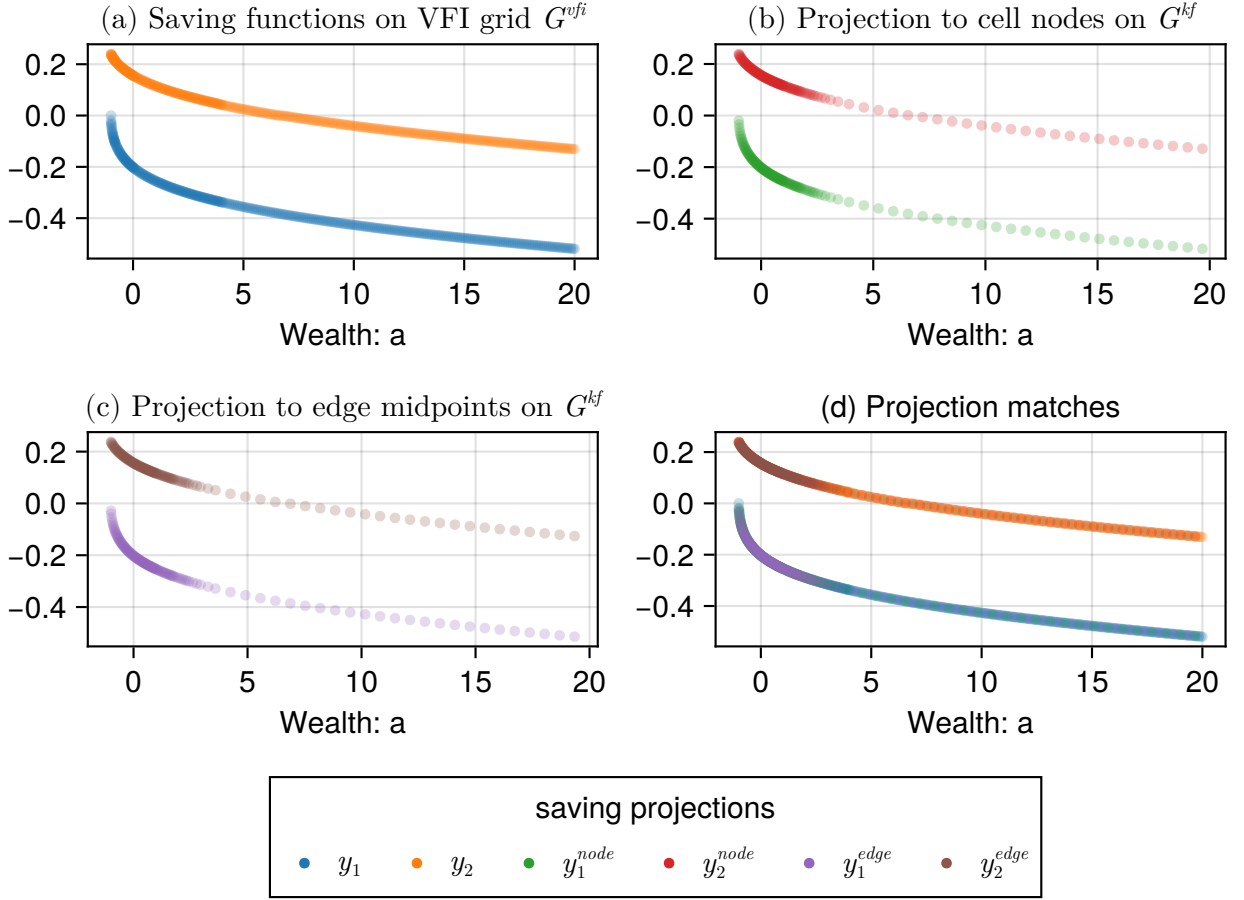 (a) Saving functions on VFI grid G^{vfi}
(b) Projection to cell nodes on G^{kf}
0.2
0.0
−0.2
−0.4
0 5 10 15 20
Wealth: a
0.2
0.0
−0.2
−0.4
0 5 10 15 20
Wealth: a
(c) Projection to edge midpoints on G^{kf}
(d) Projection matches
0.2
0.0
−0.2
−0.4
0 5 10 15 20
Wealth: a
0.2
0.0
−0.2
−0.4
0 5 10 15 20
Wealth: a
saving projections
y_1 y_2 y_1^{node} y_2^{node} y_1^{edge} y_2^{edge}